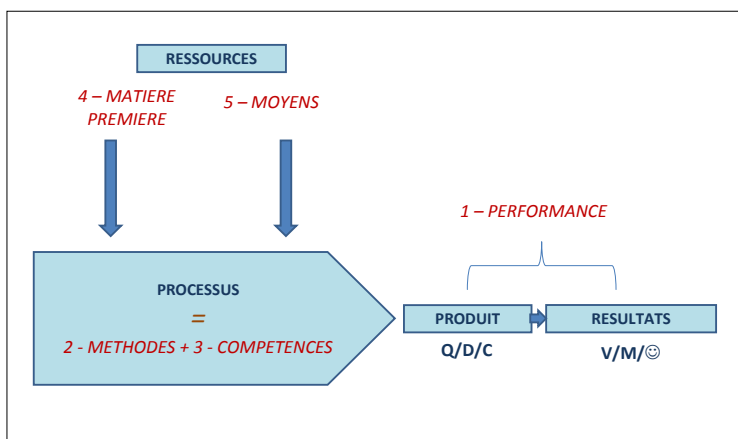 RESSOURCES
4 – MATIERE
PREMIERE
5 – MOYENS
1 – PERFORMANCE
PROCESSUS
=
2 - METHODES + 3 - COMPETENCES
PRODUIT
RESULTATS
Q/D/C
V/M/☺